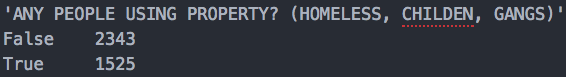 'ANY PEOPLE USING PROPERTY? (HOMELESS, CHILDEN, GANGS)'
False    2343
True     1525